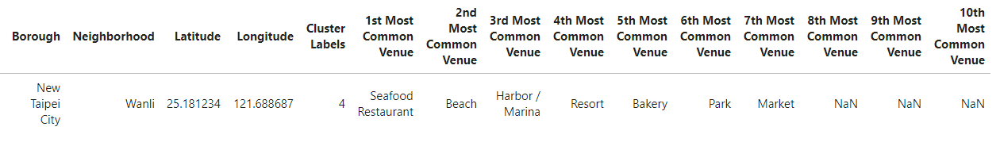 Borough Neighborhood Latitude Longitude Cluster Labels 1st Most Common Venue 2nd Most Common Venue 3rd Most Common Venue 4th Most Common Venue 5th Most Common Venue 6th Most Common Venue 7th Most Common Venue 8th Most Common Venue 9th Most Common Venue 10th Most Common Venue
New Taipei City Wanli 25.181234 121.688687 4 Seafood Restaurant Beach Harbor / Marina Resort Bakery Park Market NaN NaN NaN